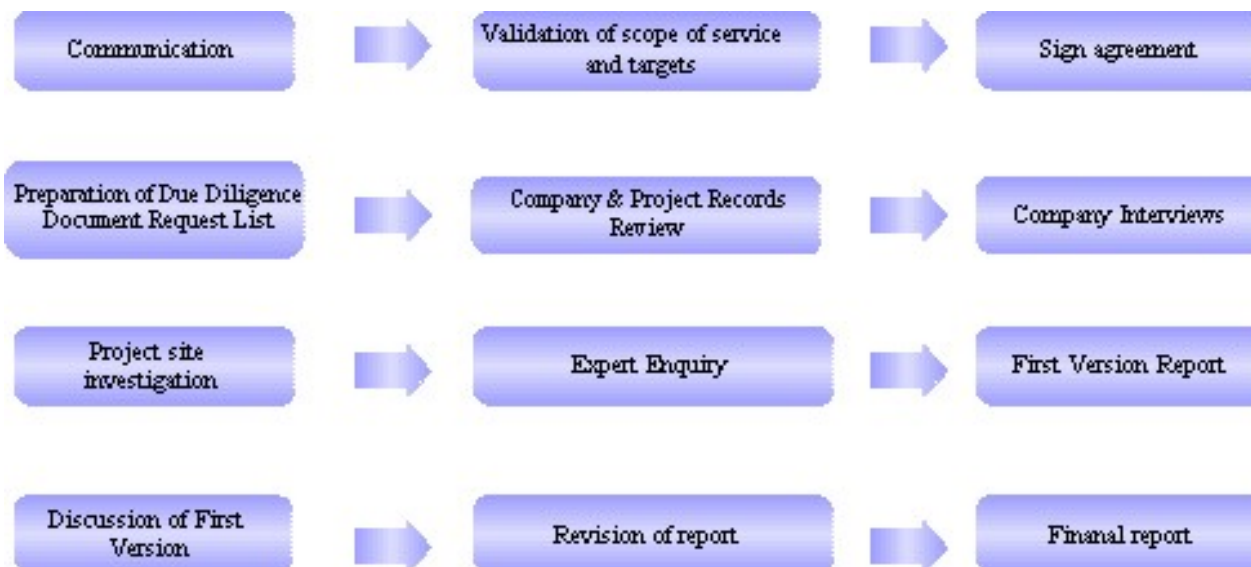 Communication
Validation of scope of service
and targets
Sign agreement
Preparation of Due Diligence
Document Request List
Company & Project Records
Review
Company Interviews
Project site
investigation
Expert Enquiry
First Version Report
Discussion of First
Version
Revision of report
Finanal report